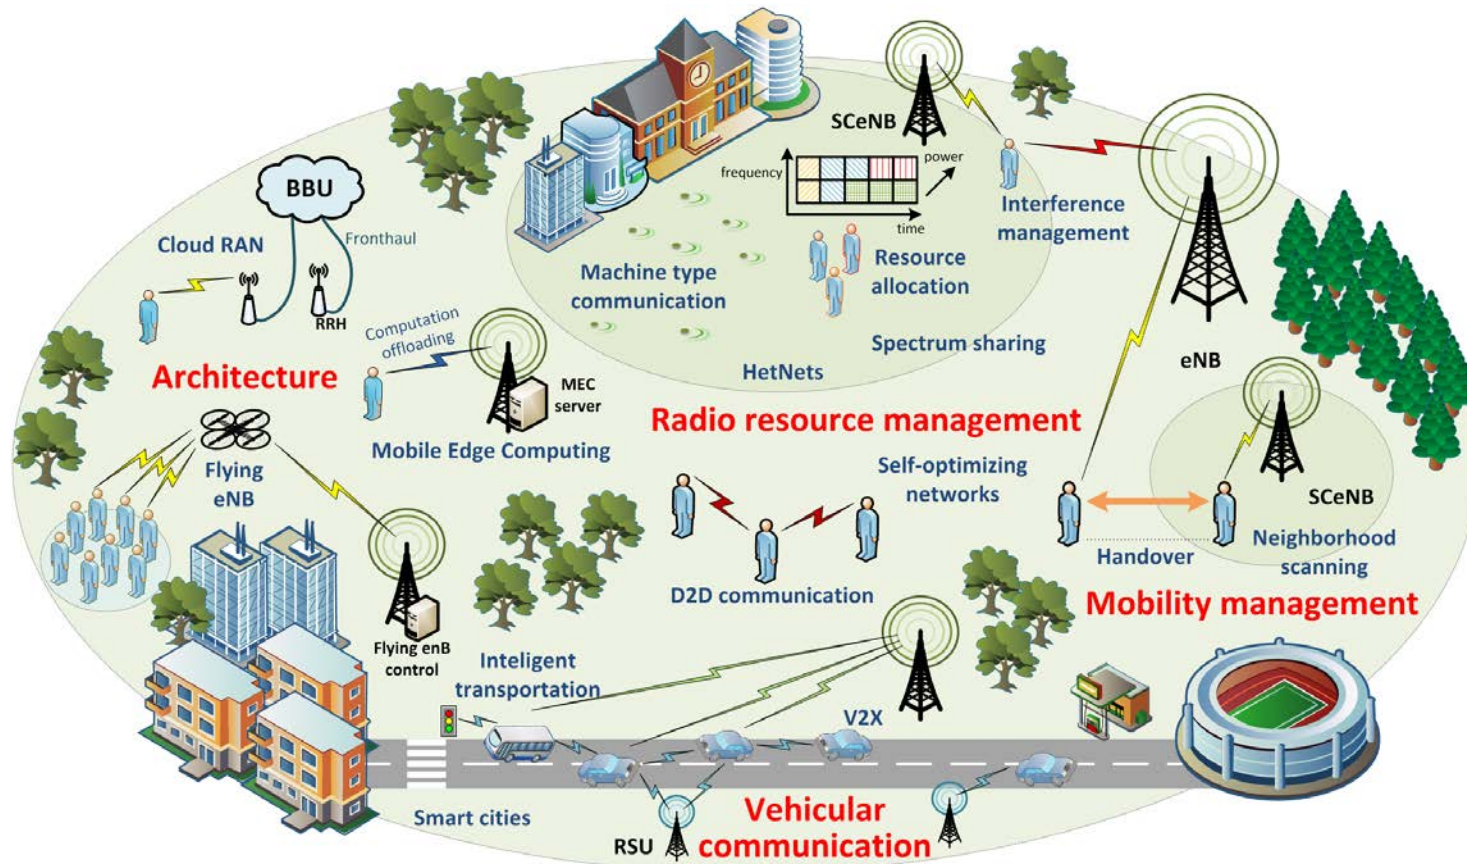 SCeNB
power
frequency
time
BBU
Fronthaul
Cloud RAN
RRH
Interference
management
Machine type
communication
Resource
allocation
Computation
offloading
Spectrum sharing
HetNets
eNB
Architecture
MEC
server
Radio resource management
Mobile Edge Computing
Flying
eNB
Self-optimizing
networks
SCeNB
Handover
Neighborhood
scanning
D2D communication
Mobility management
Flying enB
control
Inteligent
transportation
V2X
Smart cities
RSU
Vehicular
communication